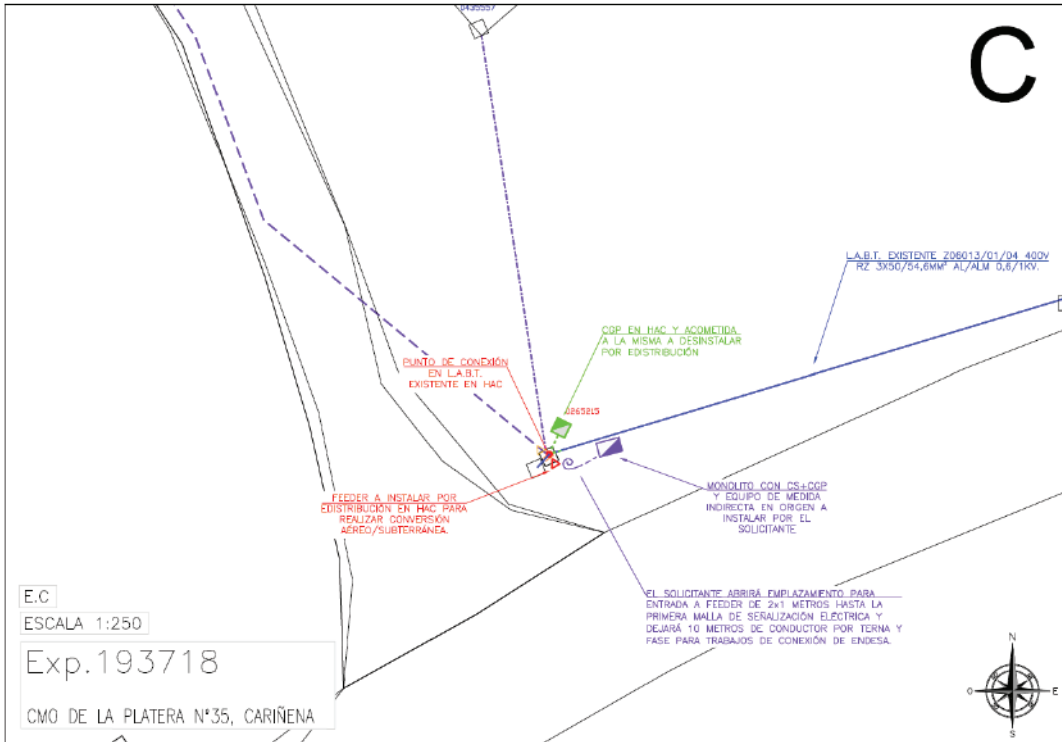 0435557
C
L.A.B.T. EXISTENTE Z06013/01/04 400V
RZ 3X50/54,6MM² AL/ALM 0,6/1KV.
CGP EN HAC Y ACOMETIDA
A LA MISMA A DESINSTALAR
POR EDISTRIBUCIÓN
PUNTO DE CONEXIÓN
EN L.A.B.T.
EXISTENTE EN HAC
0265215
FEEDER A INSTALAR POR
EDISTRIBUCIÓN EN HAC PARA
REALIZAR CONVERSIÓN
AÉREO/SUBTERRÁNEA.
MONOLITO CON CS+CGP
Y EQUIPO DE MEDIDA
INDIRECTA EN ORIGEN A
INSTALAR POR EL
SOLICITANTE
EL SOLICITANTE ABRIRÁ EMPLAZAMIENTO PARA
ENTRADA A FEEDER DE 2x1 METROS HASTA LA
PRIMERA MALLA DE SEÑALIZACIÓN ELÉCTRICA Y
DEJARÁ 10 METROS DE CONDUCTOR POR TERNA Y
FASE PARA TRABAJOS DE CONEXIÓN DE ENDESA.
E.C
ESCALA 1:250
Exp.193718
CMO DE LA PLATERA Nº35, CARIÑENA
N
O
E
S